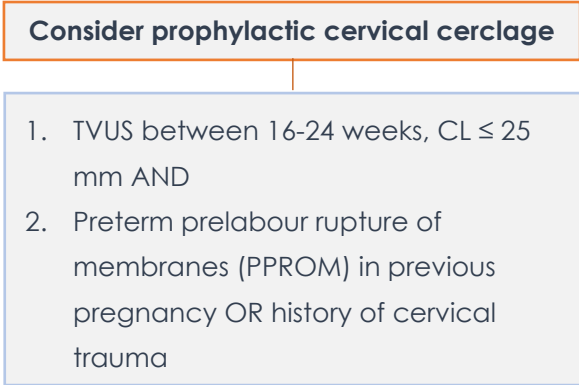 Consider prophylactic cervical cerclage
1. TVUS between 16-24 weeks, CL ≤ 25
mm AND
2. Preterm prelabour rupture of
membranes (PPROM) in previous
pregnancy OR history of cervical
trauma